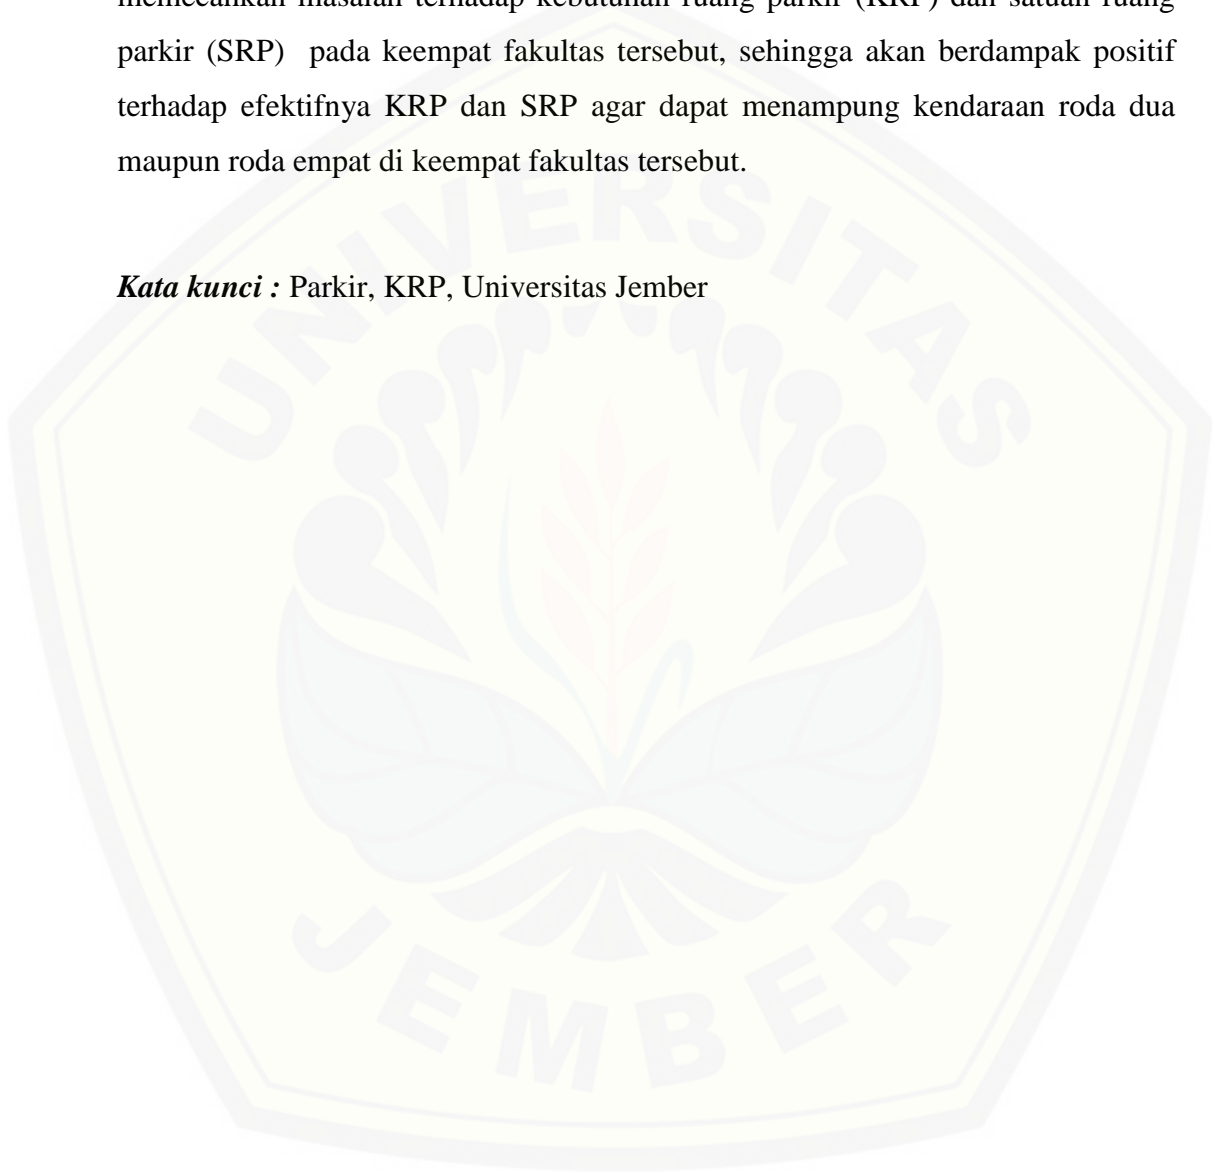 memecahkan masalah terhadap kebutuhan ruang parkir (KRP) dan satuan ruang
parkir (SRP) pada keempat fakultas tersebut, sehingga akan berdampak positif
terhadap efektifnya KRP dan SRP agar dapat menampung kendaraan roda dua
maupun roda empat di keempat fakultas tersebut.
Kata kunci : Parkir, KRP, Universitas Jember
UNIVERSITAS
JEMBER